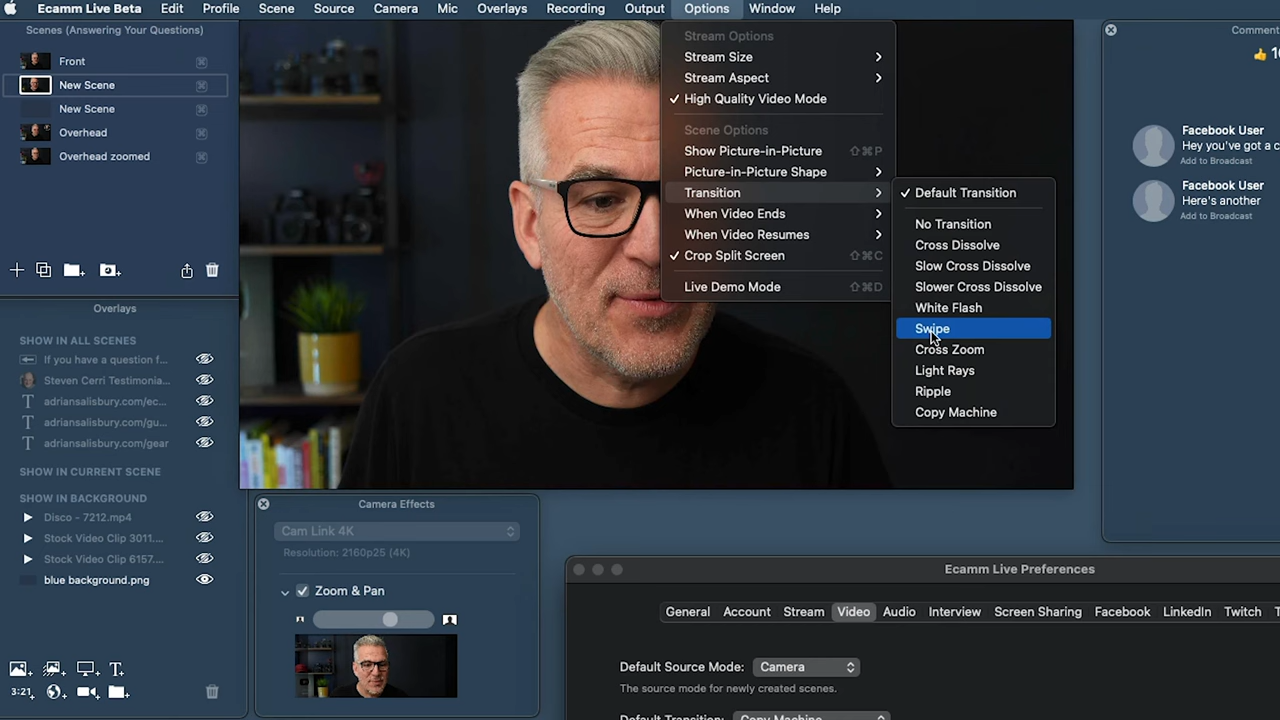 Ecamm Live Beta Edit Profile Scene Source Camera Mic Overlays Recording Output Options Window Help
Scenes (Answering Your Questions)
Front
New Scene
New Scene
Overhead
Overhead zoomed
Overlays
SHOW IN ALL SCENES
If you have a question f...
Steven Cerri Testimonia...
adriansalisbury.com/ec...
adriansalisbury.com/gu...
adriansalisbury.com/gear
SHOW IN CURRENT SCENE
SHOW IN BACKGROUND
Disco - 7212.mp4
Stock Video Clip 3011....
Stock Video Clip 6157....
blue background.png
3:21
Stream Options
Stream Size
Stream Aspect
✓ High Quality Video Mode
Scene Options
Show Picture-in-Picture ⇧⌘P
Picture-in-Picture Shape
Transition
When Video Ends
When Video Resumes
✓ Crop Split Screen ⇧⌘C
Live Demo Mode ⇧⌘D
✓ Default Transition
No Transition
Cross Dissolve
Slow Cross Dissolve
Slower Cross Dissolve
White Flash
Swipe
Cross Zoom
Light Rays
Ripple
Copy Machine
Comment
Facebook User
Hey you've got a c
Add to Broadcast
Facebook User
Here's another
Add to Broadcast
Camera Effects
Cam Link 4K
Resolution: 2160p25 (4K)
Zoom & Pan
Ecamm Live Preferences
General Account Stream Video Audio Interview Screen Sharing Facebook LinkedIn Twitch
Default Source Mode: Camera
The source mode for newly created scenes.
Default Transition: Copy Machine